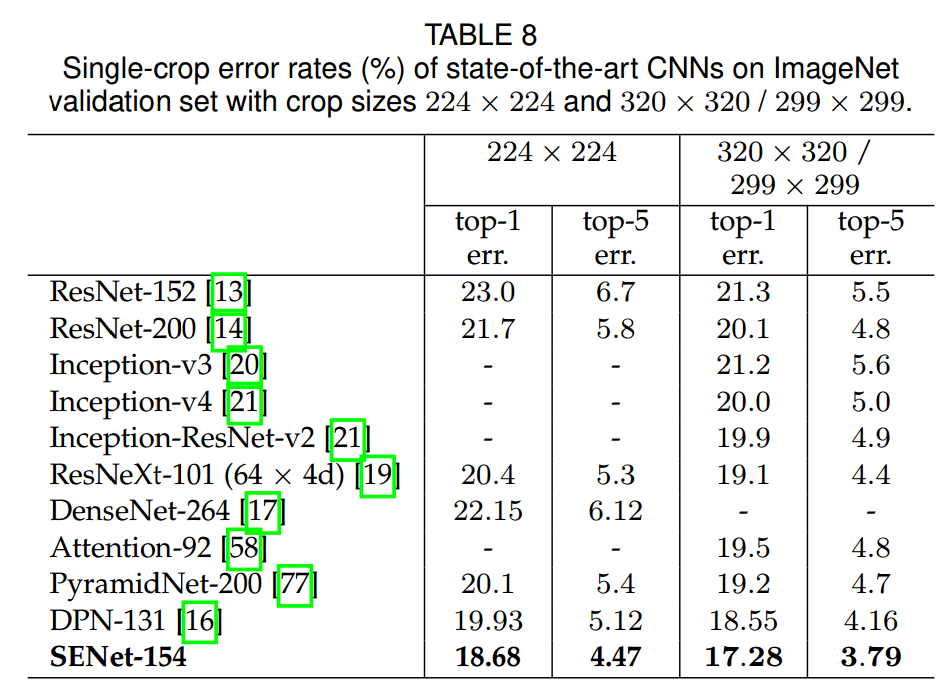 TABLE 8
Single-crop error rates (%) of state-of-the-art CNNs on ImageNet
validation set with crop sizes 224 × 224 and 320 × 320 / 299 × 299.
224 × 224 320 × 320 /
299 × 299
top-1 top-5 top-1 top-5
err. err. err. err.
ResNet-152 [13] 23.0 6.7 21.3 5.5
ResNet-200 [14] 21.7 5.8 20.1 4.8
Inception-v3 [20] - - 21.2 5.6
Inception-v4 [21] - - 20.0 5.0
Inception-ResNet-v2 [21] - - 19.9 4.9
ResNeXt-101 (64 × 4d) [19] 20.4 5.3 19.1 4.4
DenseNet-264 [17] 22.15 6.12 - -
Attention-92 [58] - - 19.5 4.8
PyramidNet-200 [77] 20.1 5.4 19.2 4.7
DPN-131 [16] 19.93 5.12 18.55 4.16
SENet-154 18.68 4.47 17.28 3.79